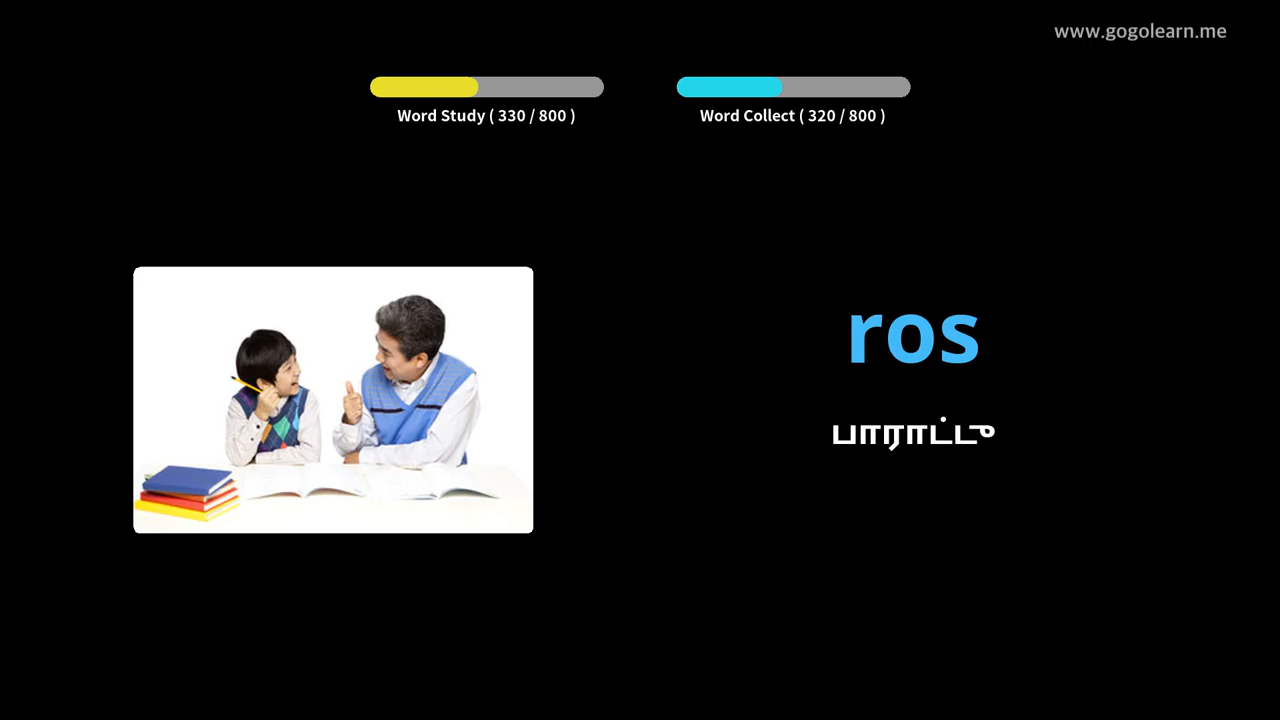 www.gogolearn.me
Word Study ( 330 / 800 )
Word Collect ( 320 / 800 )
ros
பாராட்டு